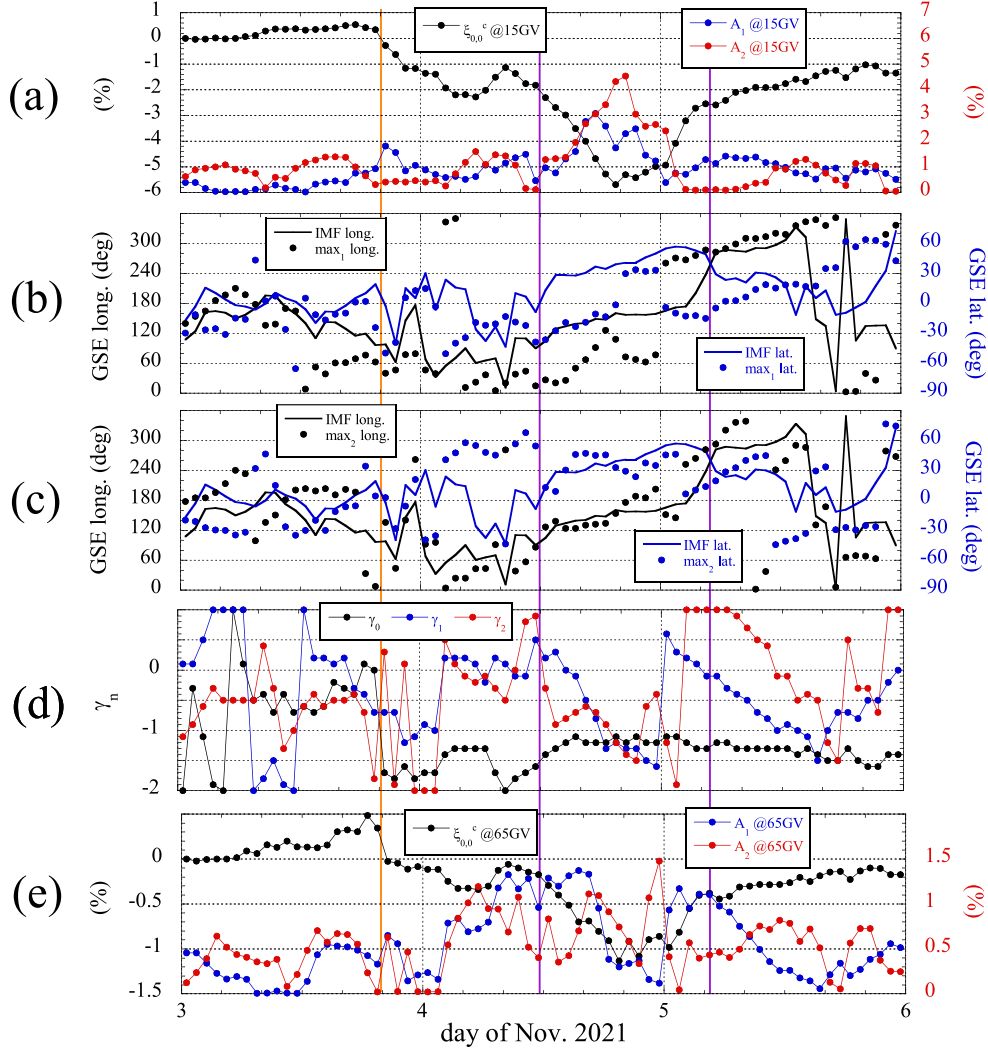 (a)
(%)
1
0
-1
-2
-3
-4
-5
-6
ξ0,0c @15GV
A1 @15GV
A2 @15GV
7
6
5
4
3
2
1
0
(%)
(b)
GSE long. (deg)
300
240
180
120
60
0
IMF long.
max1 long.
IMF lat.
max1 lat.
60
30
0
-30
-60
-90
GSE lat. (deg)
(c)
GSE long. (deg)
300
240
180
120
60
0
IMF long.
max2 long.
IMF lat.
max2 lat.
60
30
0
-30
-60
-90
GSE lat. (deg)
(d)
γn
0
-1
-2
γ0 γ1 γ2
(e)
(%)
0
-0.5
-1
-1.5
ξ0,0c @65GV
A1 @65GV
A2 @65GV
1.5
1
0.5
0
(%)
3 4 5 6
day of Nov. 2021